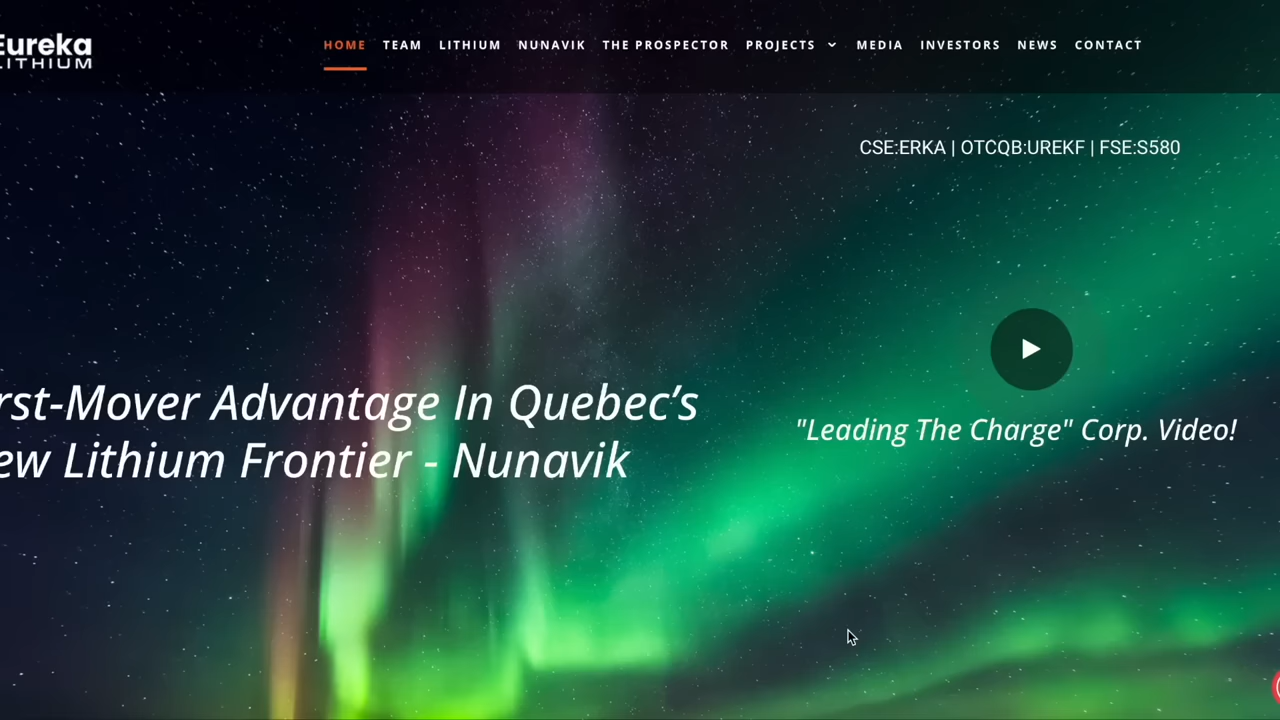 Eureka
LITHIUM
HOME TEAM LITHIUM NUNAVIK THE PROSPECTOR PROJECTS MEDIA INVESTORS NEWS CONTACT
CSE:ERKA | OTCQB:UREKF | FSE:S580
rst-Mover Advantage In Quebec’s
ew Lithium Frontier - Nunavik
"Leading The Charge" Corp. Video!